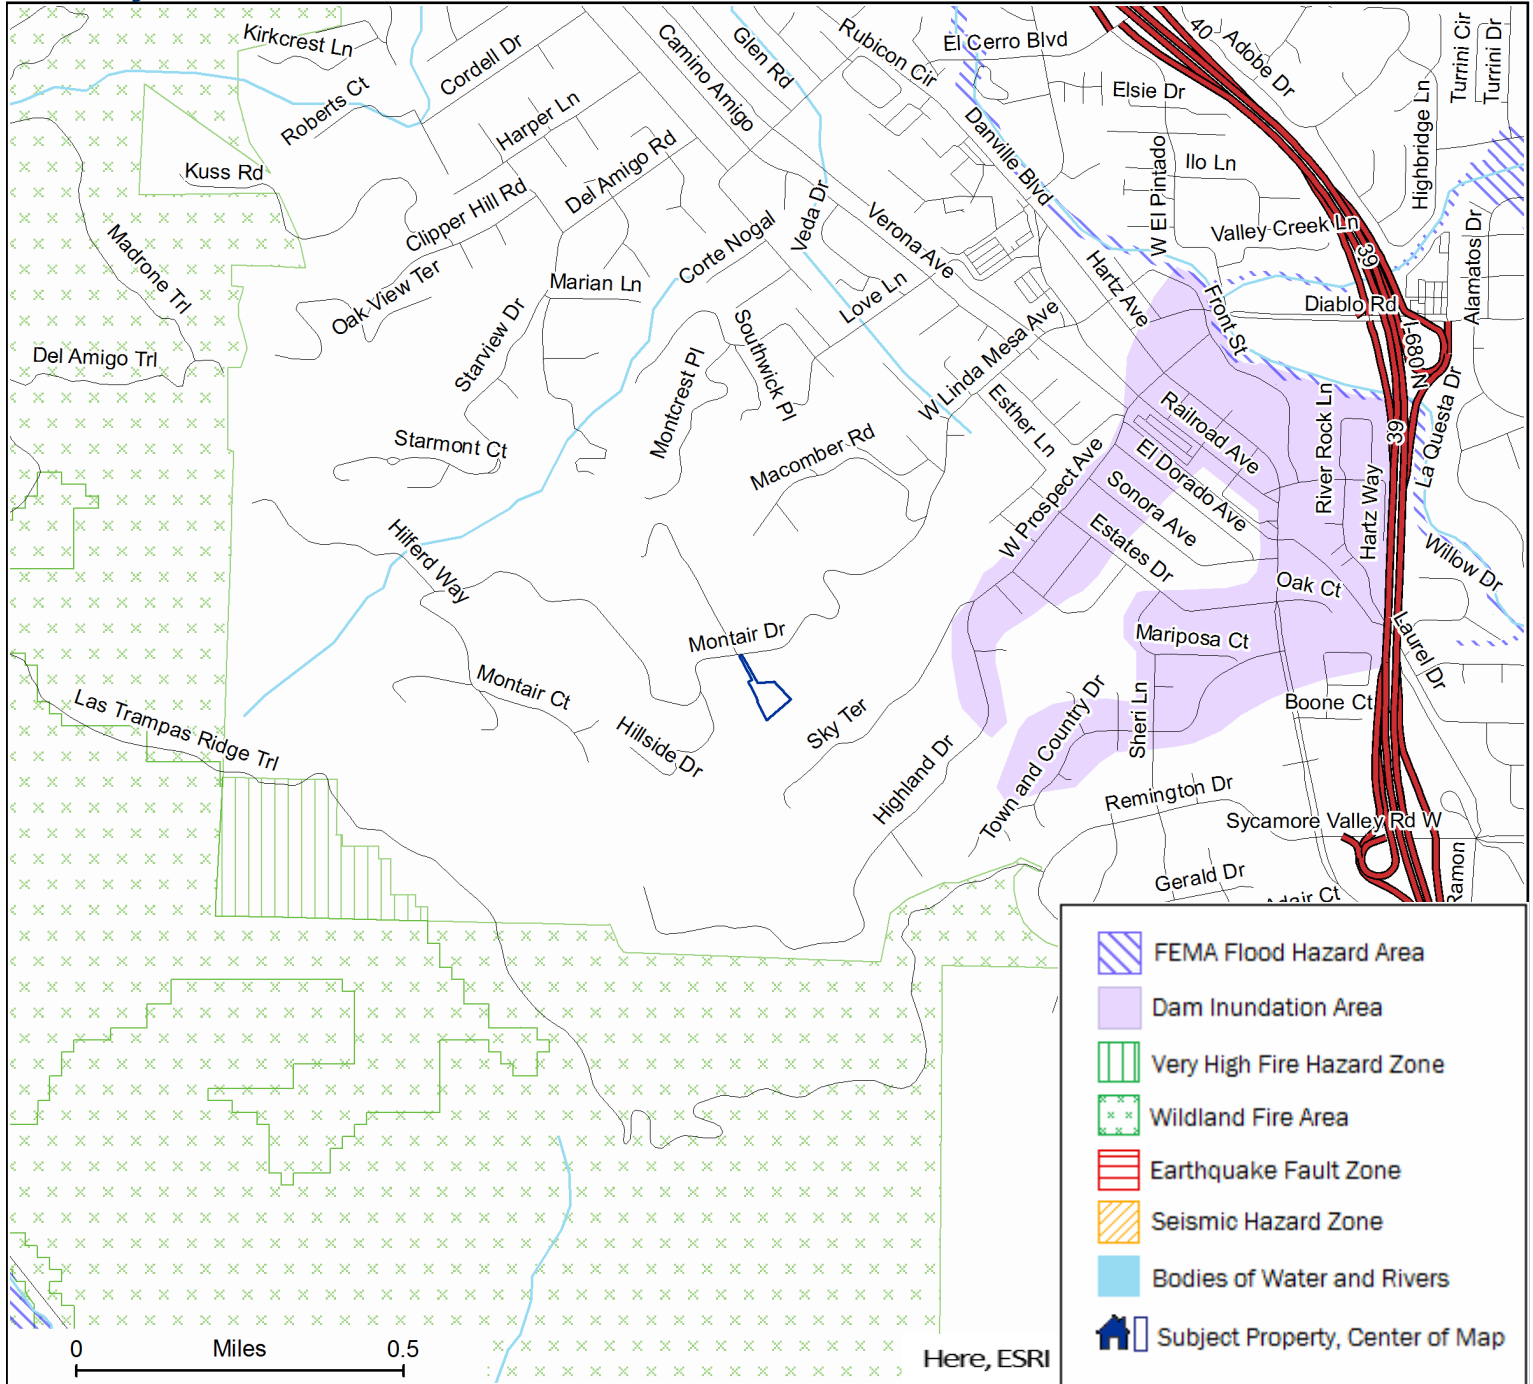 Kirkcrest Ln
Cordell Dr
Camino Amigo
Glen Rd
Rubicon Cir
El Cerro Blvd
40
Adobe Dr
Turrini Cir
Turrini Dr
Roberts Ct
Harper Ln
Elsie Dr
Highbridge Ln
Danville Blvd
Kuss Rd
Del Amigo Rd
W El Pintado
Ilo Ln
Clipper Hill Rd
Veda Dr
Verona Ave
Valley Creek Ln
39
Alamatos Dr
Madrone Trl
Corte Nogal
Hartz Ave
Oak View Ter
Marian Ln
Love Ln
Front St
Diablo Rd
I-680 N
Del Amigo Trl
Starview Dr
Southwick Pl
Montcrest Pl
W Linda Mesa Ave
Esther Ln
Railroad Ave
River Rock Ln
39
La Questa Dr
Starmont Ct
Macomber Rd
El Dorado Ave
Sonora Ave
W Prospect Ave
Estates Dr
Hartz Way
Willow Dr
Hilferd Way
Oak Ct
Montair Dr
Mariposa Ct
Laurel Dr
Las Trampas Ridge Trl
Montair Ct
Hillside Dr
Sky Ter
Highland Dr
Town and Country Dr
Sheri Ln
Boone Ct
Remington Dr
Sycamore Valley Rd W
Gerald Dr
Adair Ct
Ramon
FEMA Flood Hazard Area
Dam Inundation Area
Very High Fire Hazard Zone
Wildland Fire Area
Earthquake Fault Zone
Seismic Hazard Zone
Bodies of Water and Rivers
Subject Property, Center of Map
0 Miles 0.5
Here, ESRI